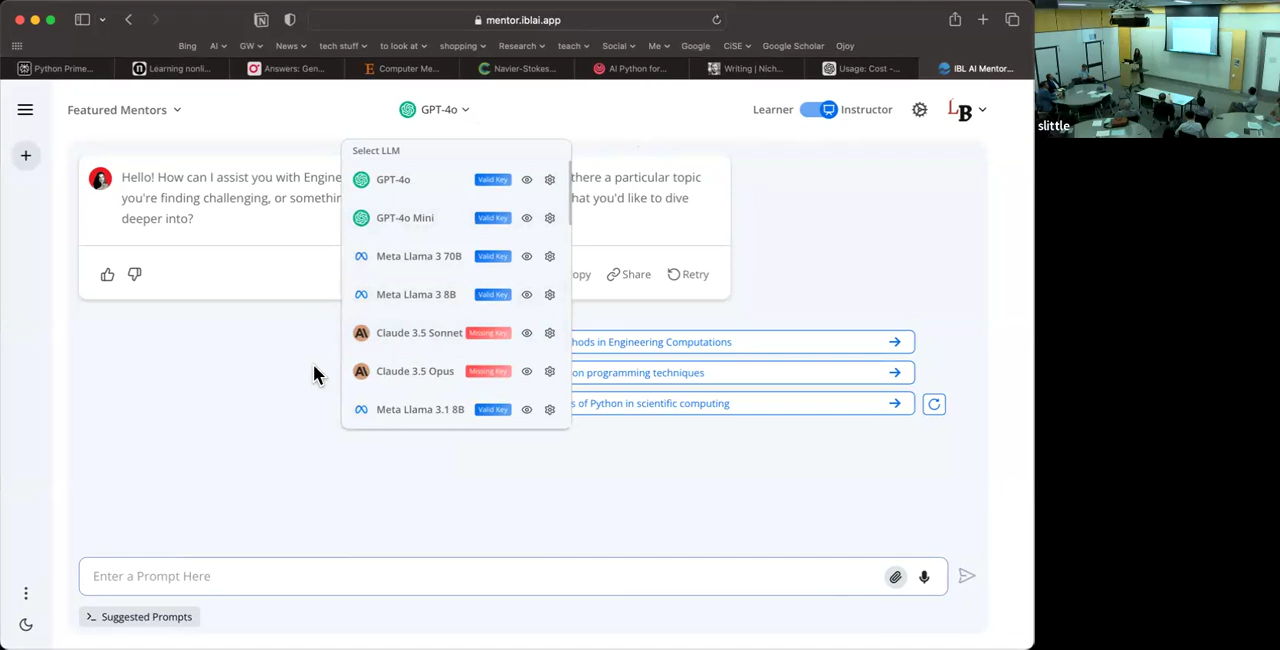 mentor.iblai.app
Bing AI GW News tech stuff to look at shopping Research teach Social Me Google CiSE Google Scholar Ojoy
Python Prime... Learning nonli... Answers: Gen... Computer Me... Navier-Stokes... AI Python for... Writing | Nich... Usage: Cost -... IBL AI Mentor...
Featured Mentors GPT-4o Learner Instructor LB
Select LLM
GPT-4o Valid Key
GPT-4o Mini Valid Key
Meta Llama 3 70B Valid Key
Meta Llama 3 8B Valid Key
Claude 3.5 Sonnet Missing Key
Claude 3.5 Opus Missing Key
Meta Llama 3.1 8B Valid Key
Hello! How can I assist you with Engine there a particular topic
you're finding challenging, or somethin hat you'd like to dive
deeper into?
opy Share Retry
hods in Engineering Computations
on programming techniques
s of Python in scientific computing
Enter a Prompt Here
>_ Suggested Prompts
slittle